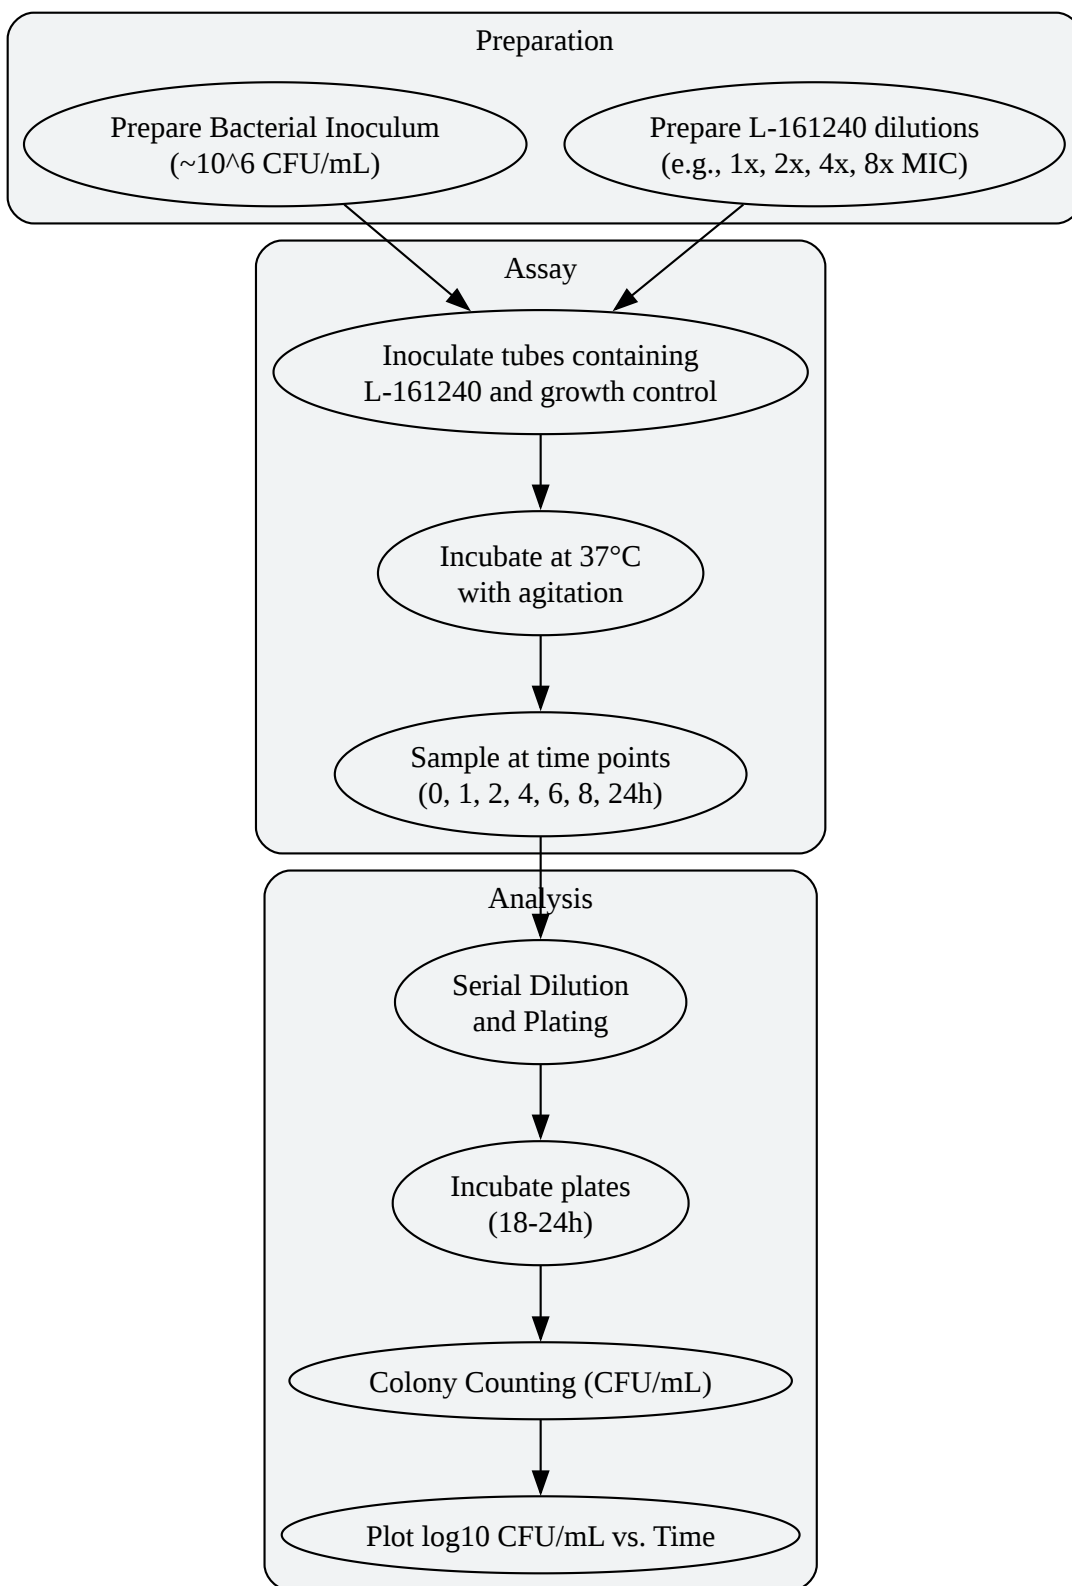 Preparation
Prepare Bacterial Inoculum
(~10^6 CFU/mL)
Prepare L-161240 dilutions
(e.g., 1x, 2x, 4x, 8x MIC)
Assay
Inoculate tubes containing
L-161240 and growth control
Incubate at 37°C
with agitation
Sample at time points
(0, 1, 2, 4, 6, 8, 24h)
Analysis
Serial Dilution
and Plating
Incubate plates
(18-24h)
Colony Counting (CFU/mL)
Plot log10 CFU/mL vs. Time